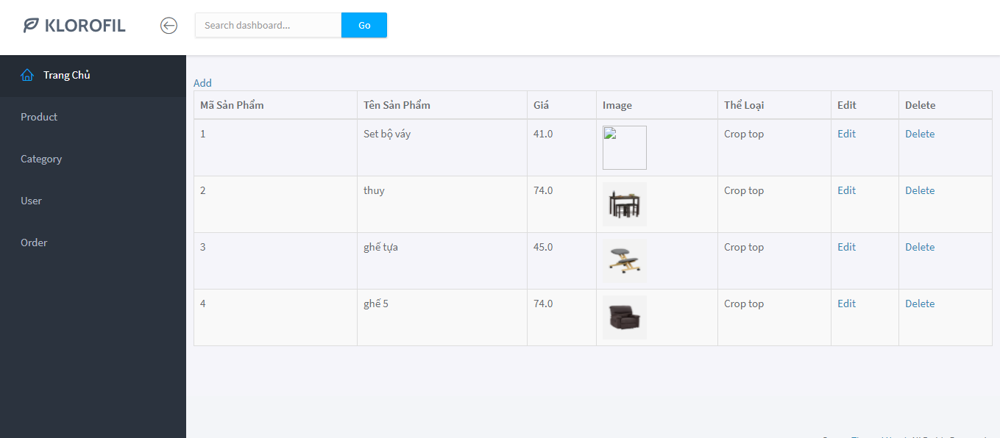 KLOROFIL
Search dashboard...
Go
Trang Chủ
Product
Category
User
Order
Add
Mã Sản Phẩm Tên Sản Phẩm Giá Image Thể Loại Edit Delete
1 Set bộ váy 41.0 Crop top Edit Delete
2 thuy 74.0 Crop top Edit Delete
3 ghế tựa 45.0 Crop top Edit Delete
4 ghế 5 74.0 Crop top Edit Delete